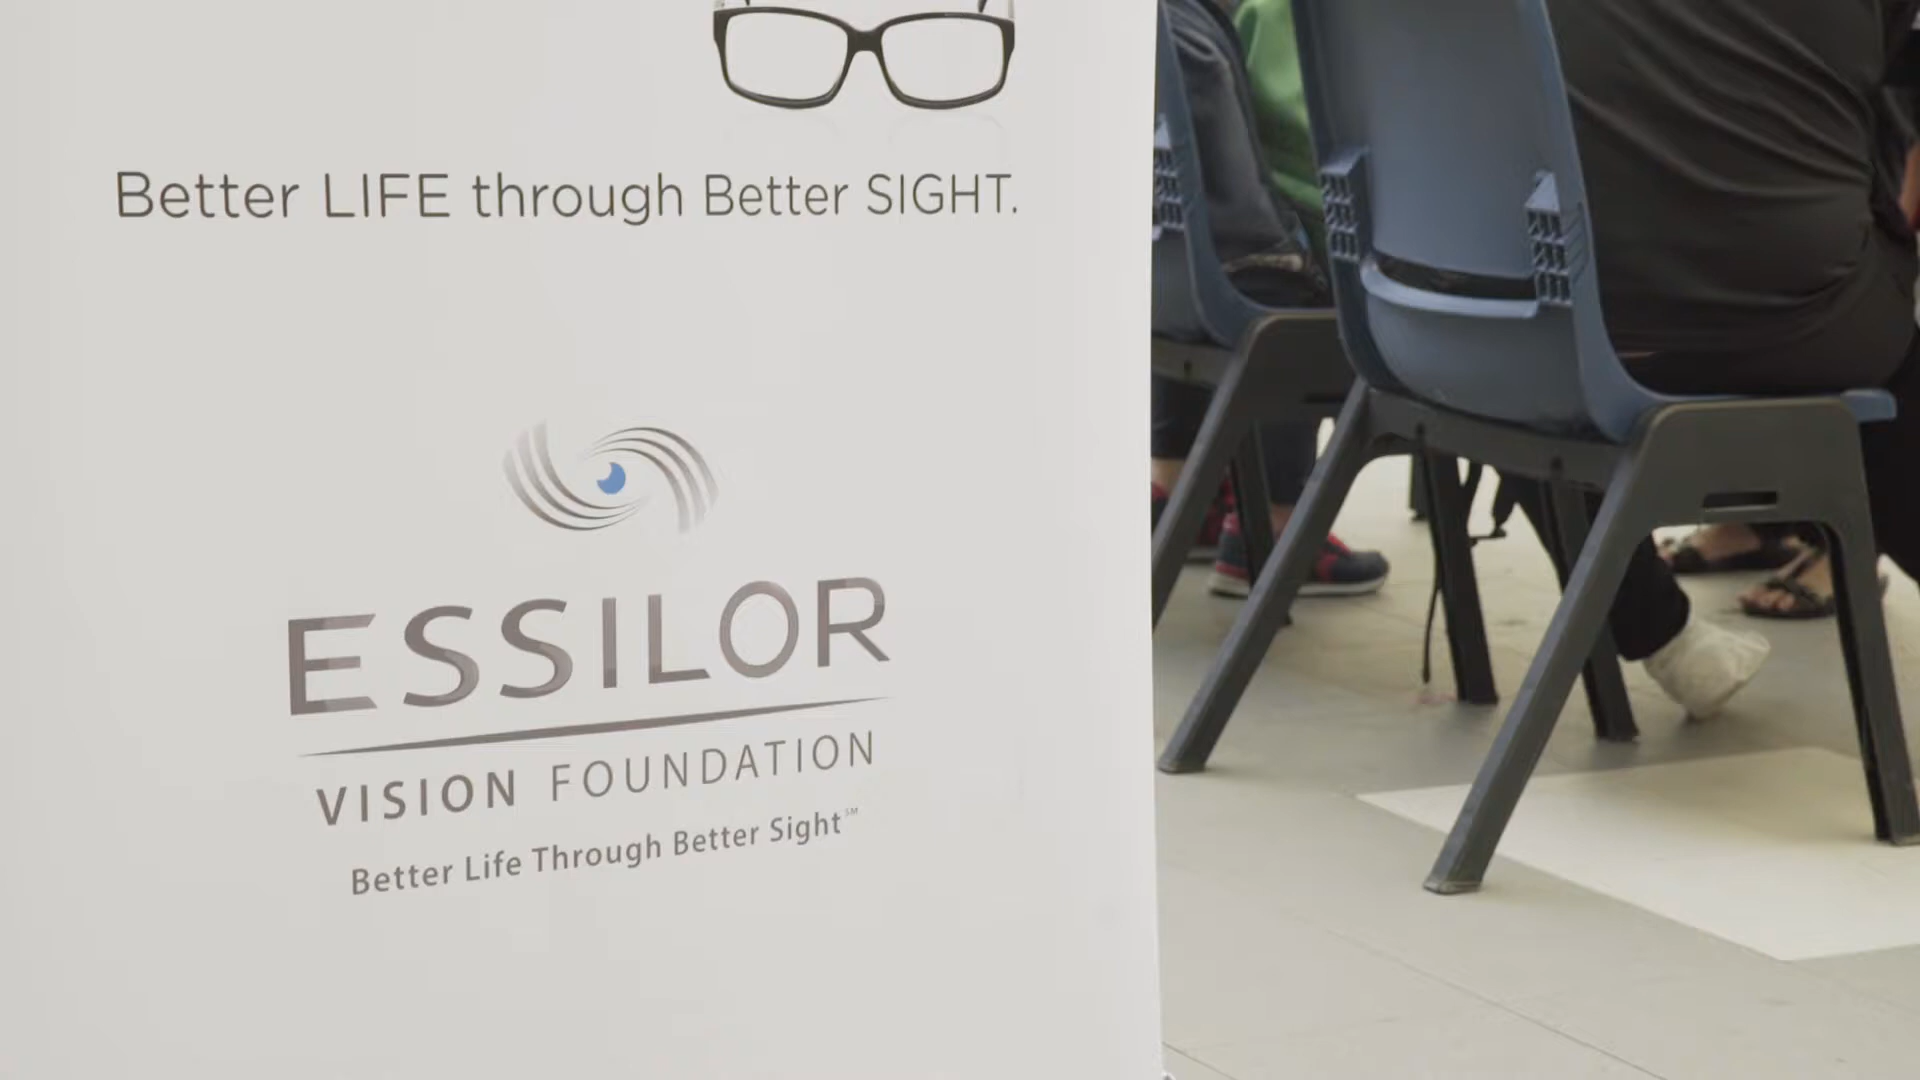 Better LIFE through Better SIGHT.
ESSILOR
VISION FOUNDATION
Better Life Through Better Sight℠